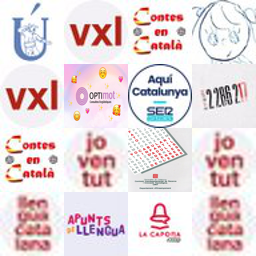 Ú
vxl
Contes
en
Català
vxl
OPTIMOT
Aquí
Catalunya
SER
Contes
en
Català
jo
ven
tut
jo
ven
tut
llen
gua
cata
lana
APUNTS
DE LLENGUA
LA CAPONA
llen
gua
cata
lana